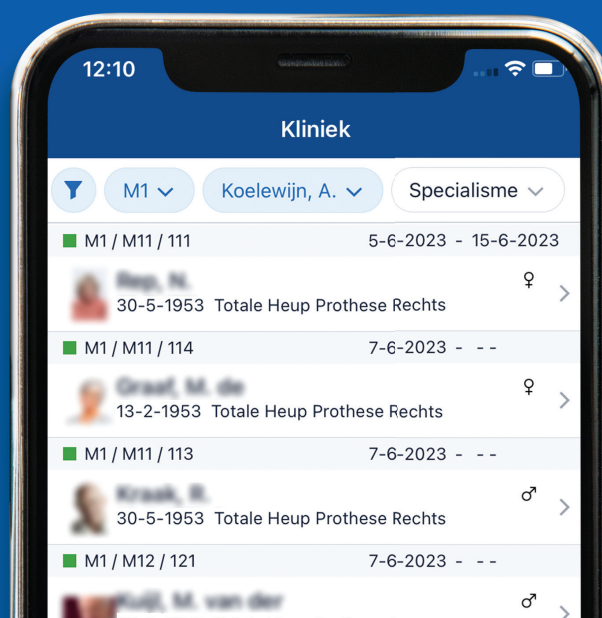 12:10
Kliniek
M1 Koelewijn, A. Specialisme
M1 / M11 / 111 5-6-2023 - 15-6-2023
30-5-1953 Totale Heup Prothese Rechts
M1 / M11 / 114 7-6-2023 - - -
13-2-1953 Totale Heup Prothese Rechts
M1 / M11 / 113 7-6-2023 - - -
30-5-1953 Totale Heup Prothese Rechts
M1 / M12 / 121 7-6-2023 - - -